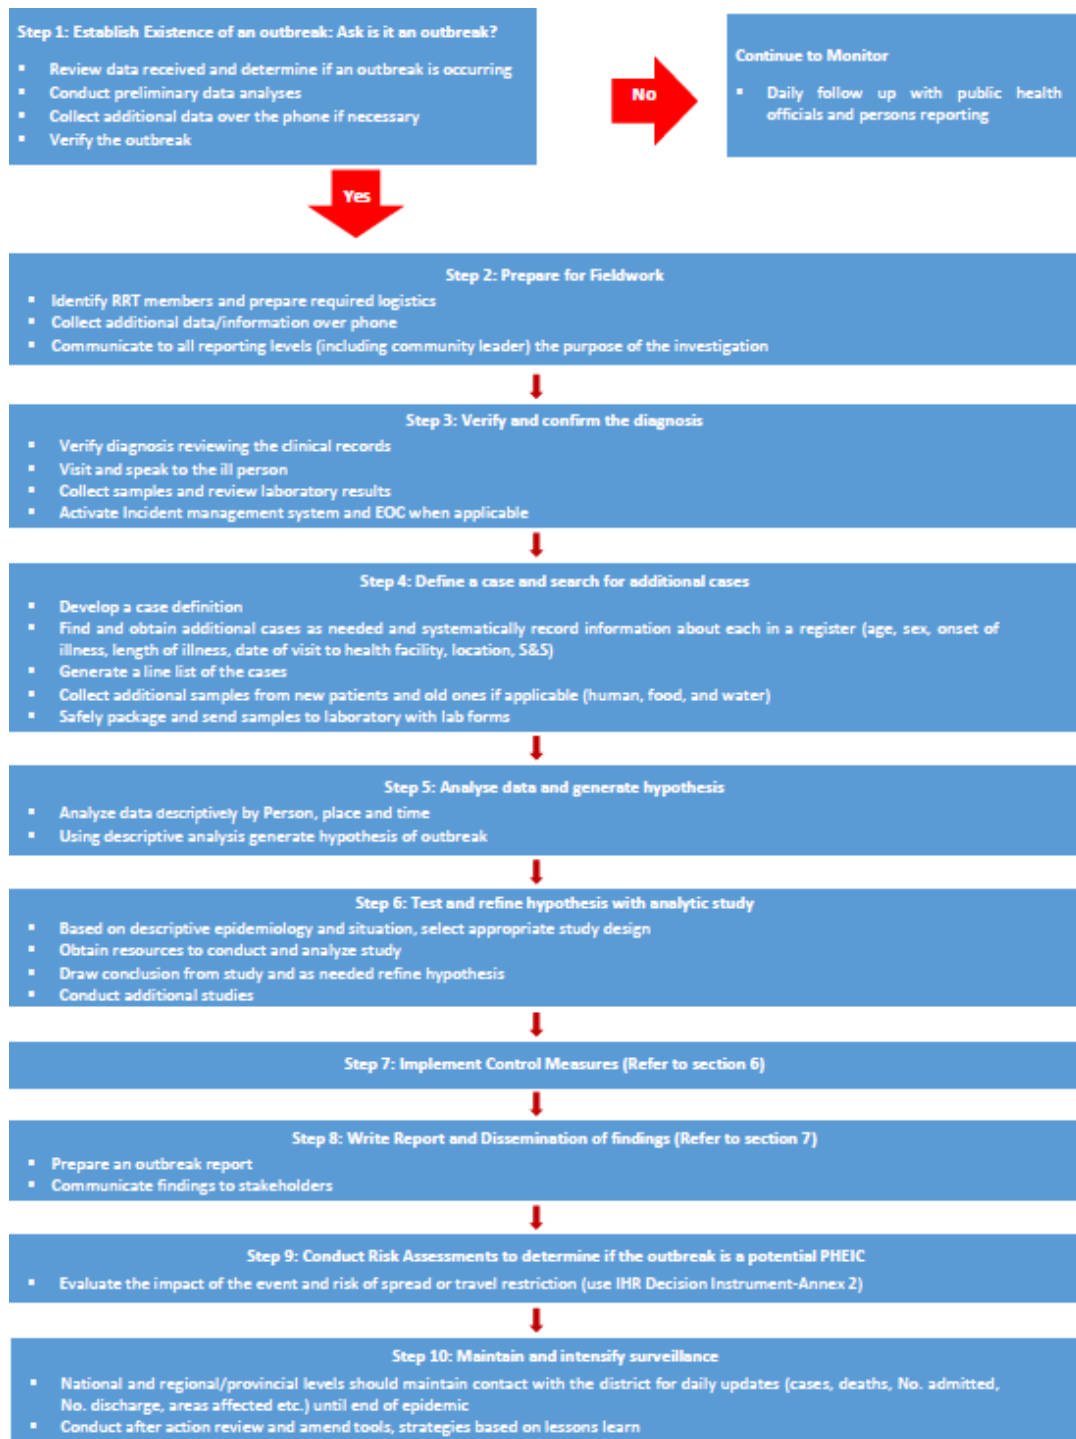 Step 1: Establish Existence of an outbreak: Ask is it an outbreak?
▪ Review data received and determine if an outbreak is occurring
▪ Conduct preliminary data analyses
▪ Collect additional data over the phone if necessary
▪ Verify the outbreak
No
Continue to Monitor
▪ Daily follow up with public health
officials and persons reporting
Yes
Step 2: Prepare for Fieldwork
▪ Identify RRT members and prepare required logistics
▪ Collect additional data/information over phone
▪ Communicate to all reporting levels (including community leader) the purpose of the investigation
Step 3: Verify and confirm the diagnosis
▪ Verify diagnosis reviewing the clinical records
▪ Visit and speak to the ill person
▪ Collect samples and review laboratory results
▪ Activate Incident management system and EOC when applicable
Step 4: Define a case and search for additional cases
▪ Develop a case definition
▪ Find and obtain additional cases as needed and systematically record information about each in a register (age, sex, onset of
illness, length of illness, date of visit to health facility, location, S&S)
▪ Generate a line list of the cases
▪ Collect additional samples from new patients and old ones if applicable (human, food, and water)
▪ Safely package and send samples to laboratory with lab forms
Step 5: Analyse data and generate hypothesis
▪ Analyze data descriptively by Person, place and time
▪ Using descriptive analysis generate hypothesis of outbreak
Step 6: Test and refine hypothesis with analytic study
▪ Based on descriptive epidemiology and situation, select appropriate study design
▪ Obtain resources to conduct and analyze study
▪ Draw conclusion from study and as needed refine hypothesis
▪ Conduct additional studies
Step 7: Implement Control Measures (Refer to section 6)
Step 8: Write Report and Dissemination of findings (Refer to section 7)
▪ Prepare an outbreak report
▪ Communicate findings to stakeholders
Step 9: Conduct Risk Assessments to determine if the outbreak is a potential PHEIC
▪ Evaluate the impact of the event and risk of spread or travel restriction (use IHR Decision Instrument-Annex 2)
Step 10: Maintain and intensify surveillance
▪ National and regional/provincial levels should maintain contact with the district for daily updates (cases, deaths, No. admitted,
No. discharge, areas affected etc.) until end of epidemic
▪ Conduct after action review and amend tools, strategies based on lessons learn